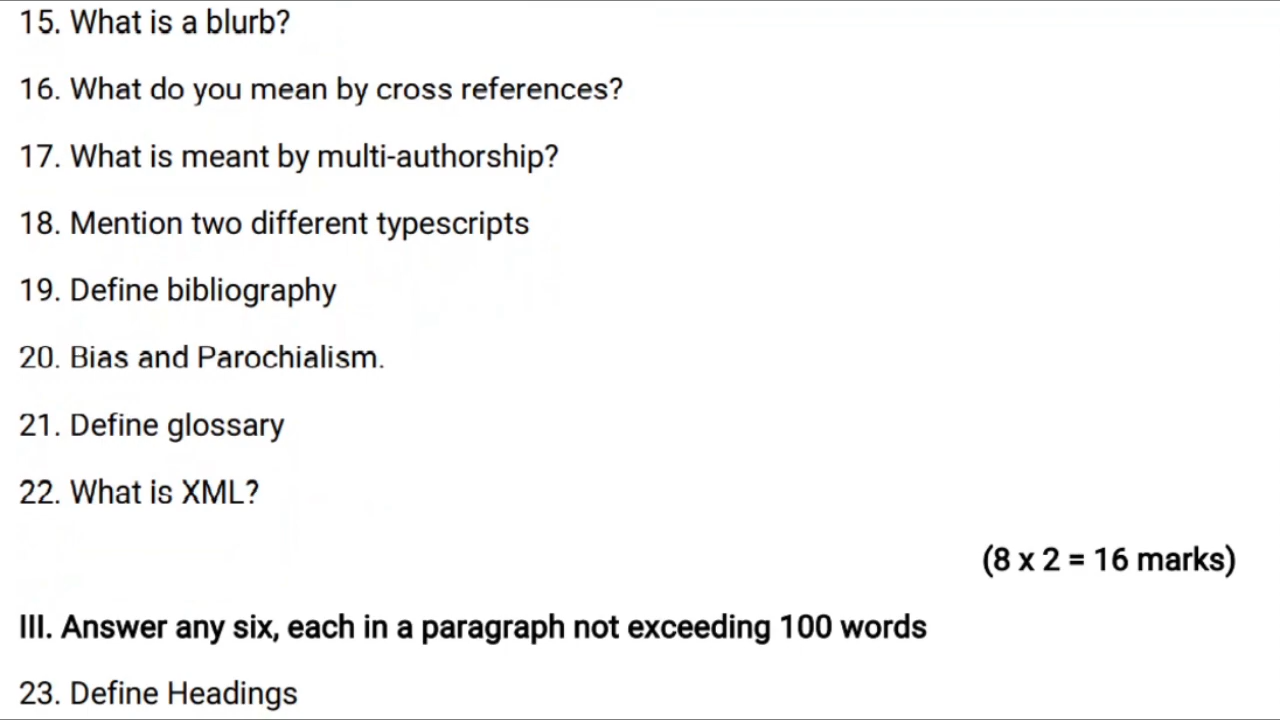 15. What is a blurb?
16. What do you mean by cross references?
17. What is meant by multi-authorship?
18. Mention two different typescripts
19. Define bibliography
20. Bias and Parochialism.
21. Define glossary
22. What is XML?
(8 x 2 = 16 marks)
III. Answer any six, each in a paragraph not exceeding 100 words
23. Define Headings